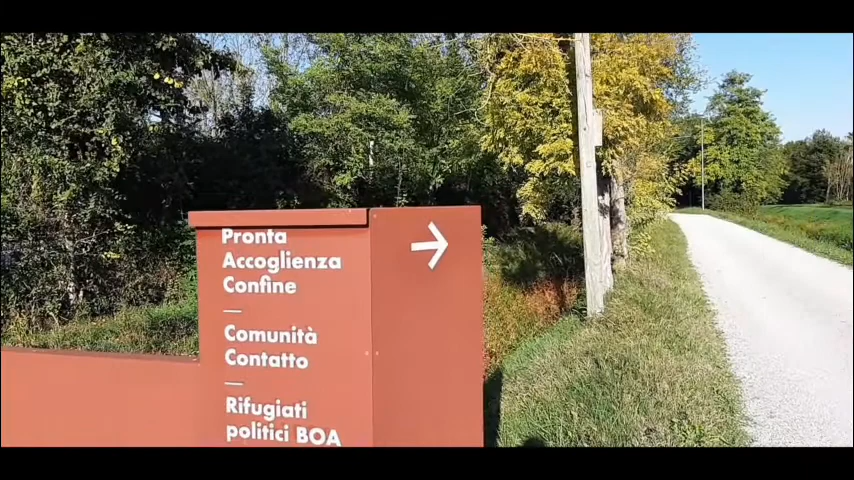 Pronta
Accoglienza
Confine
Comunità
Contatto
Rifugiati
politici BOA